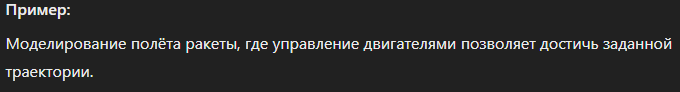 Пример:
Моделирование полёта ракеты, где управление двигателями позволяет достичь заданной
траектории.